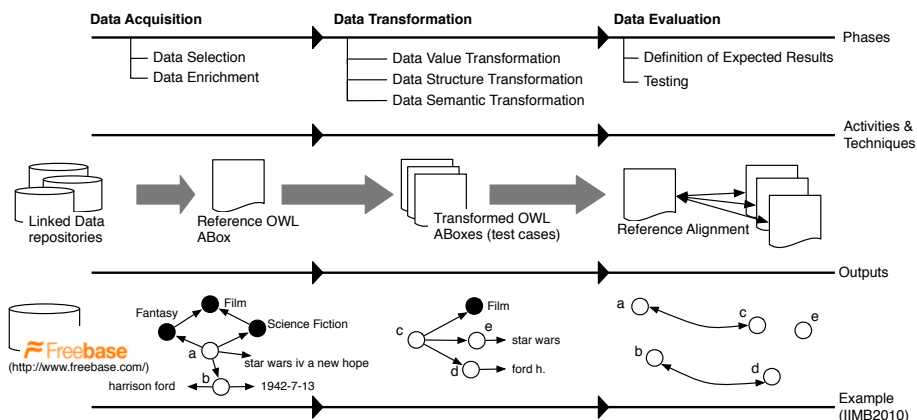 Data Acquisition
Data Transformation
Data Evaluation
Phases
Data Selection
Data Enrichment
Data Value Transformation
Data Structure Transformation
Data Semantic Transformation
Definition of Expected Results
Testing
Activities &
Techniques
Linked Data
repositories
Reference OWL
ABox
Transformed OWL
ABoxes (test cases)
Reference Alignment
Outputs
Freebase
(http://www.freebase.com/)
Fantasy
Film
Science Fiction
a
star wars iv a new hope
b
harrison ford
1942-7-13
Film
c
e
star wars
d
ford h.
a
c
e
b
d
Example
(IIMB2010)